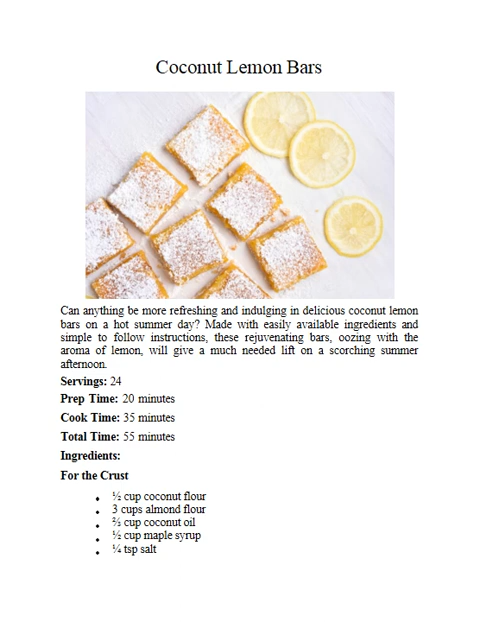 Coconut Lemon Bars
Can anything be more refreshing and indulging in delicious coconut lemon
bars on a hot summer day? Made with easily available ingredients and
simple to follow instructions, these rejuvenating bars, oozing with the
aroma of lemon, will give a much needed lift on a scorching summer
afternoon.
Servings: 24
Prep Time: 20 minutes
Cook Time: 35 minutes
Total Time: 55 minutes
Ingredients:
For the Crust
• ½ cup coconut flour
• 3 cups almond flour
• ⅔ cup coconut oil
• ½ cup maple syrup
• ¼ tsp salt